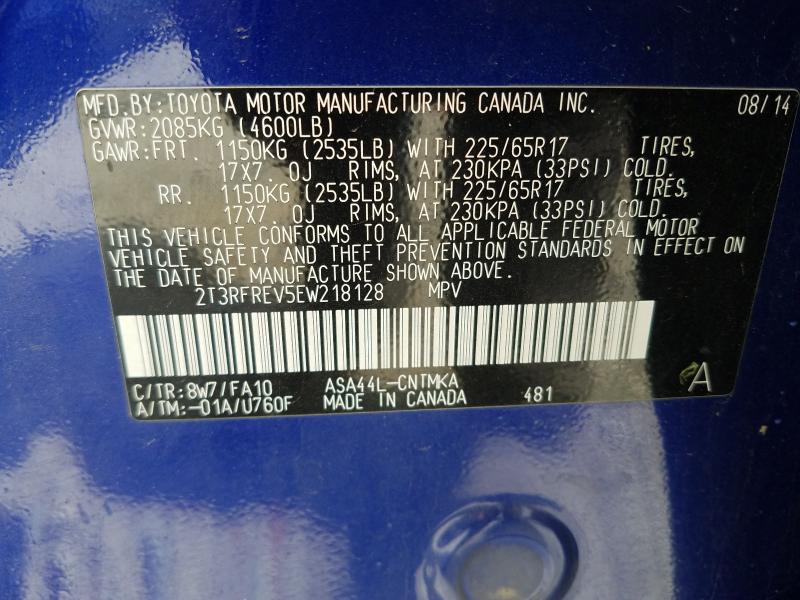 MFD.BY:TOYOTA MOTOR MANUFACTURING CANADA INC. 08/14
GVWR:2085KG (4600LB)
GAWR:FRT. 1150KG (2535LB) WITH 225/65R17 TIRES,
17X7. 0J RIMS, AT 230KPA (33PSI) COLD.
RR. 1150KG (2535LB) WITH 225/65R17 TIRES,
17X7. 0J RIMS, AT 230KPA (33PSI) COLD.
THIS VEHICLE CONFORMS TO ALL APPLICABLE FEDERAL MOTOR
VEHICLE SAFETY AND THEFT PREVENTION STANDARDS IN EFFECT ON
THE DATE OF MANUFACTURE SHOWN ABOVE.
2T3RFREV5EW218128 MPV
C/TR:8W7/FA10 ASA44L-CNTMKA
A/TM:-01A/U760F MADE IN CANADA 481
A